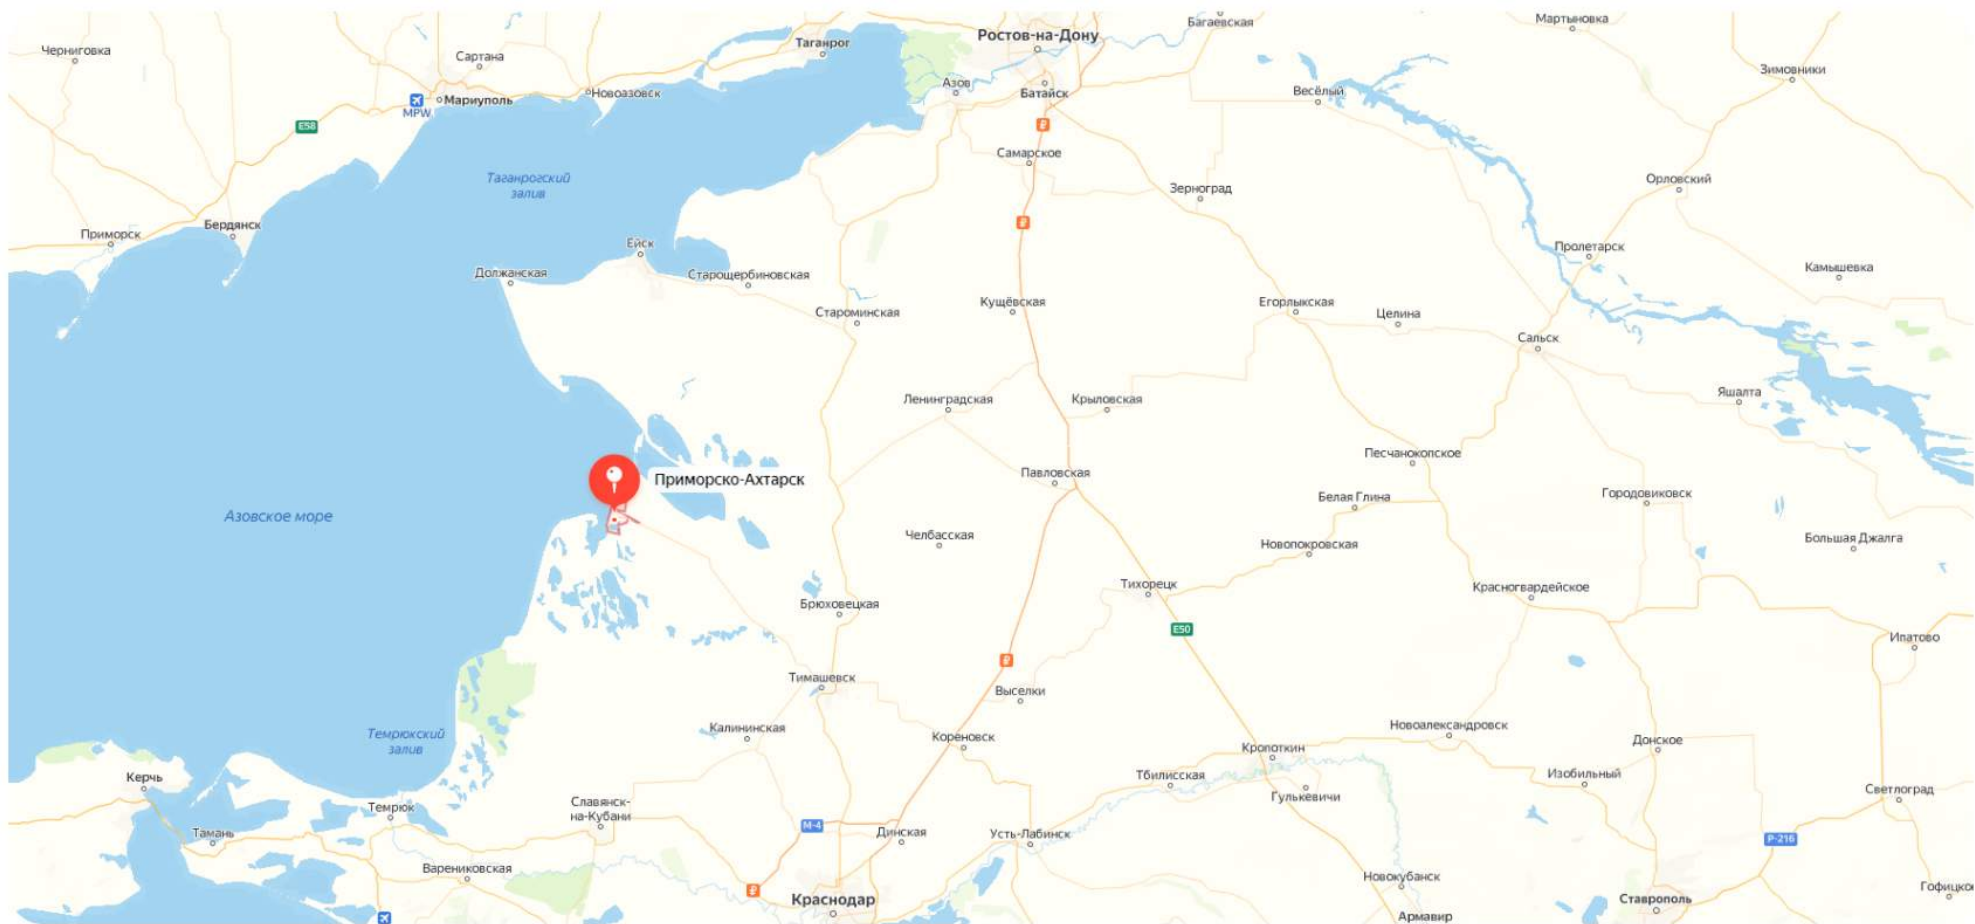 Багаевская
Мартыновка
Ростов-на-Дону
Таганрог
Черниговка
Сартана
Зимовники
Азов
Батайск
Весёлый
Новоазовск
Мариуполь
MPW
E58
₽
Самарское
Таганрогский
залив
Зерноград
Орловский
₽
Бердянск
Приморск
Ейск
Пролетарск
Камышевка
Должанская
Старощербиновская
Кущёвская
Егорлыкская
Целина
Староминская
Сальск
Яшалта
Ленинградская
Крыловская
Песчанокопское
Павловская
Приморско-Ахтарск
Белая Глина
Городовиковск
Азовское море
Челбасская
Новопокровская
Большая Джалга
Тихорецк
Красногвардейское
Брюховецкая
E50
Ипатово
₽
Тимашевск
Выселки
Калининская
Новоалександровск
Темрюкский
залив
Кореновск
Донское
Кропоткин
Керчь
Тбилисская
Изобильный
Светлоград
Гулькевичи
Славянск-
на-Кубани
Темрюк
M-4
Тамань
Динская
Усть-Лабинск
P-216
Варениковская
Новокубанск
₽
Гофицко
Краснодар
Ставрополь
Армавир